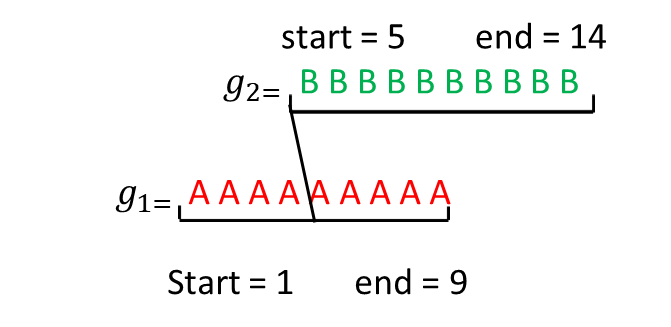 start = 5 end = 14
g2= B B B B B B B B B B
g1= A A A A A A A A A
Start = 1 end = 9